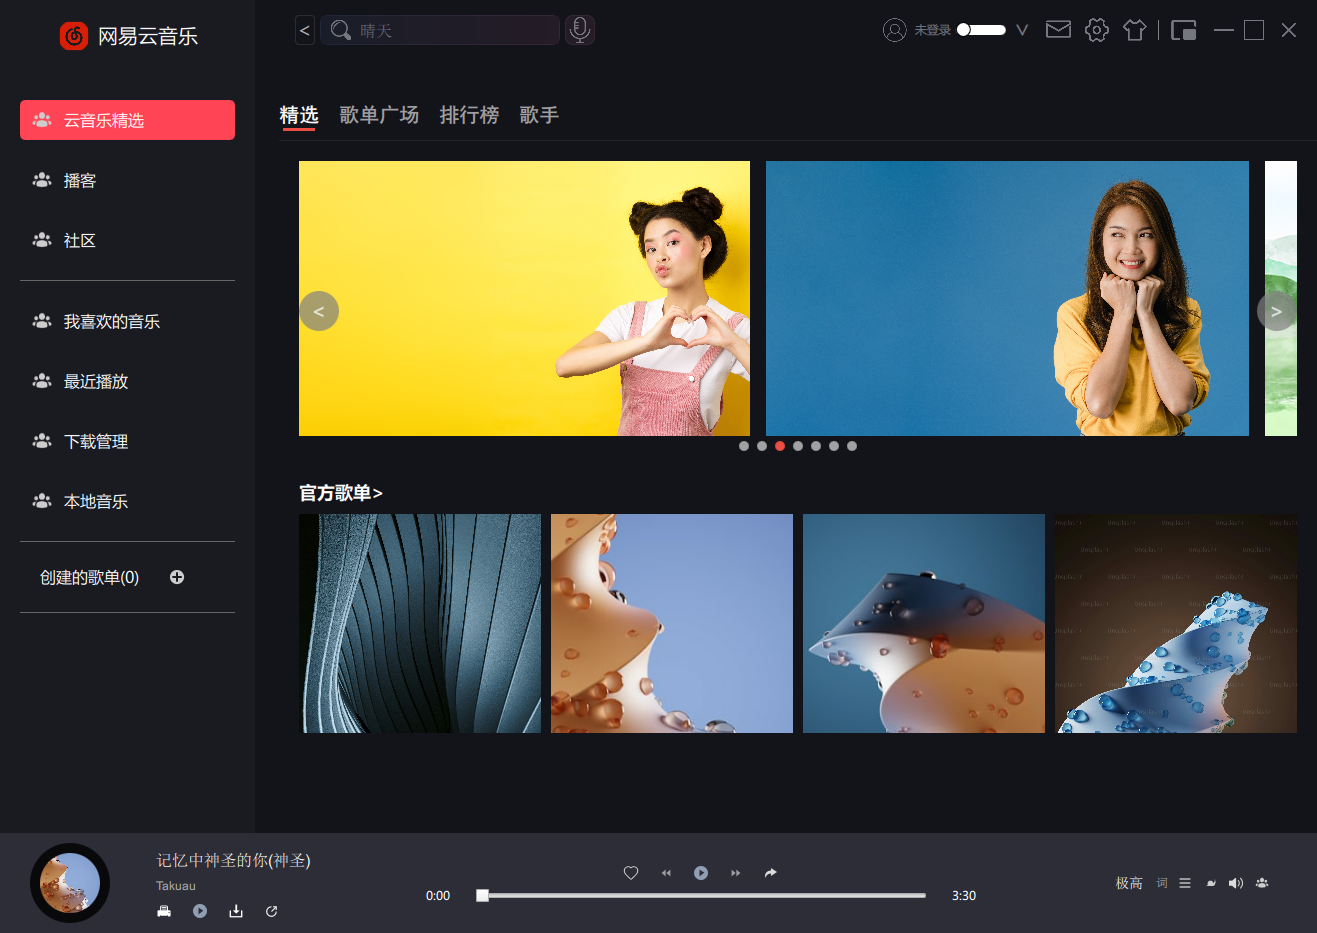 网易云音乐
<
晴天
未登录
云音乐精选
播客
社区
我喜欢的音乐
最近播放
下载管理
本地音乐
创建的歌单(0)
精选 歌单广场 排行榜 歌手
<
>
官方歌单>
记忆中神圣的你(神圣)
Takuau
0:00
3:30
极高 词